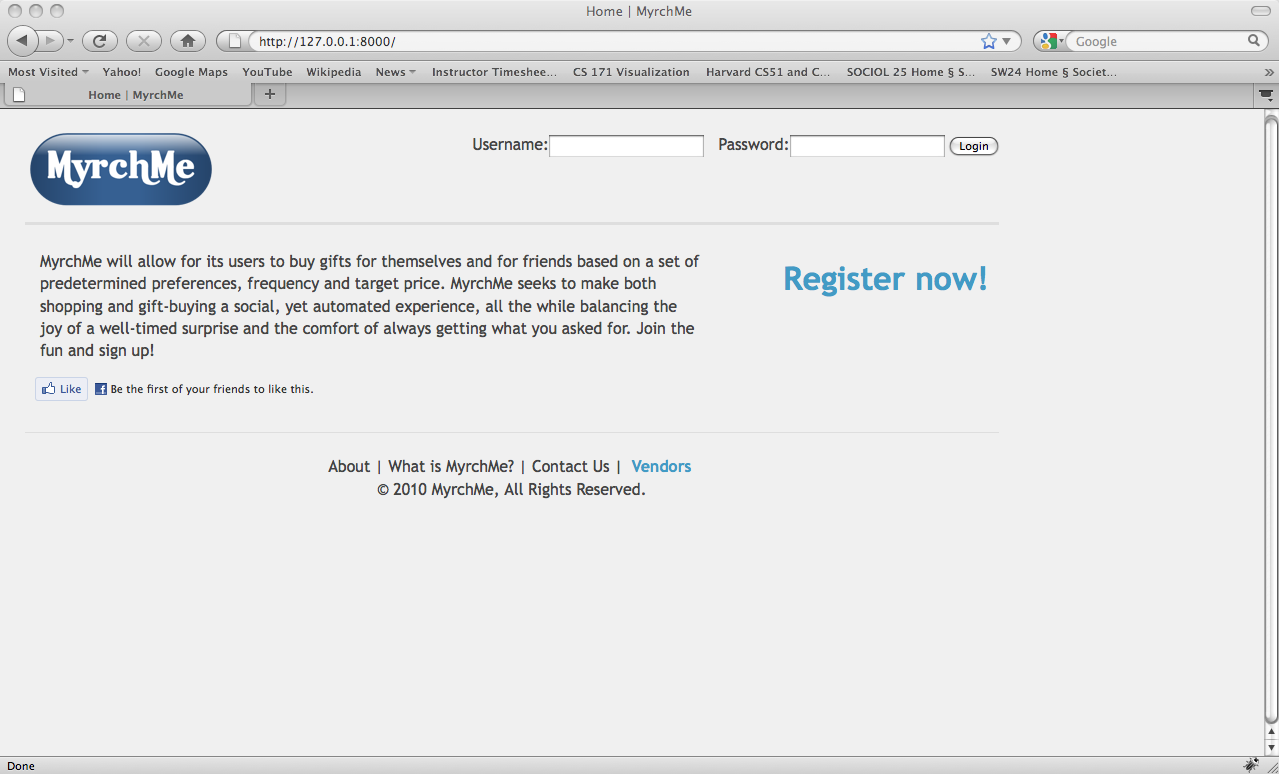 Home | MyrchMe
http://127.0.0.1:8000/
Google
Most Visited Yahoo! Google Maps YouTube Wikipedia News Instructor Timeshee... CS 171 Visualization Harvard CS51 and C... SOCIOL 25 Home § S... SW24 Home § Societ... »
Home | MyrchMe +
MyrchMe
Username: Password: Login
MyrchMe will allow for its users to buy gifts for themselves and for friends based on a set of
predetermined preferences, frequency and target price. MyrchMe seeks to make both
shopping and gift-buying a social, yet automated experience, all the while balancing the
joy of a well-timed surprise and the comfort of always getting what you asked for. Join the
fun and sign up!
Register now!
Like Be the first of your friends to like this.
About | What is MyrchMe? | Contact Us | Vendors
© 2010 MyrchMe, All Rights Reserved.
Done